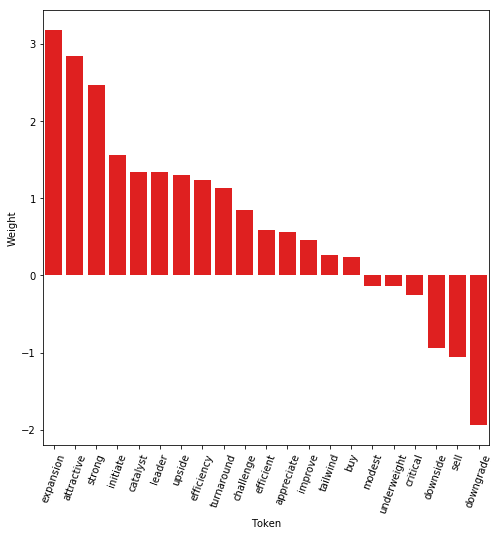 Weight
3
2
1
0
−1
−2
expansion
attractive
strong
initiate
catalyst
leader
upside
efficiency
turnaround
challenge
efficient
appreciate
improve
tailwind
buy
modest
underweight
critical
downside
sell
downgrade
Token